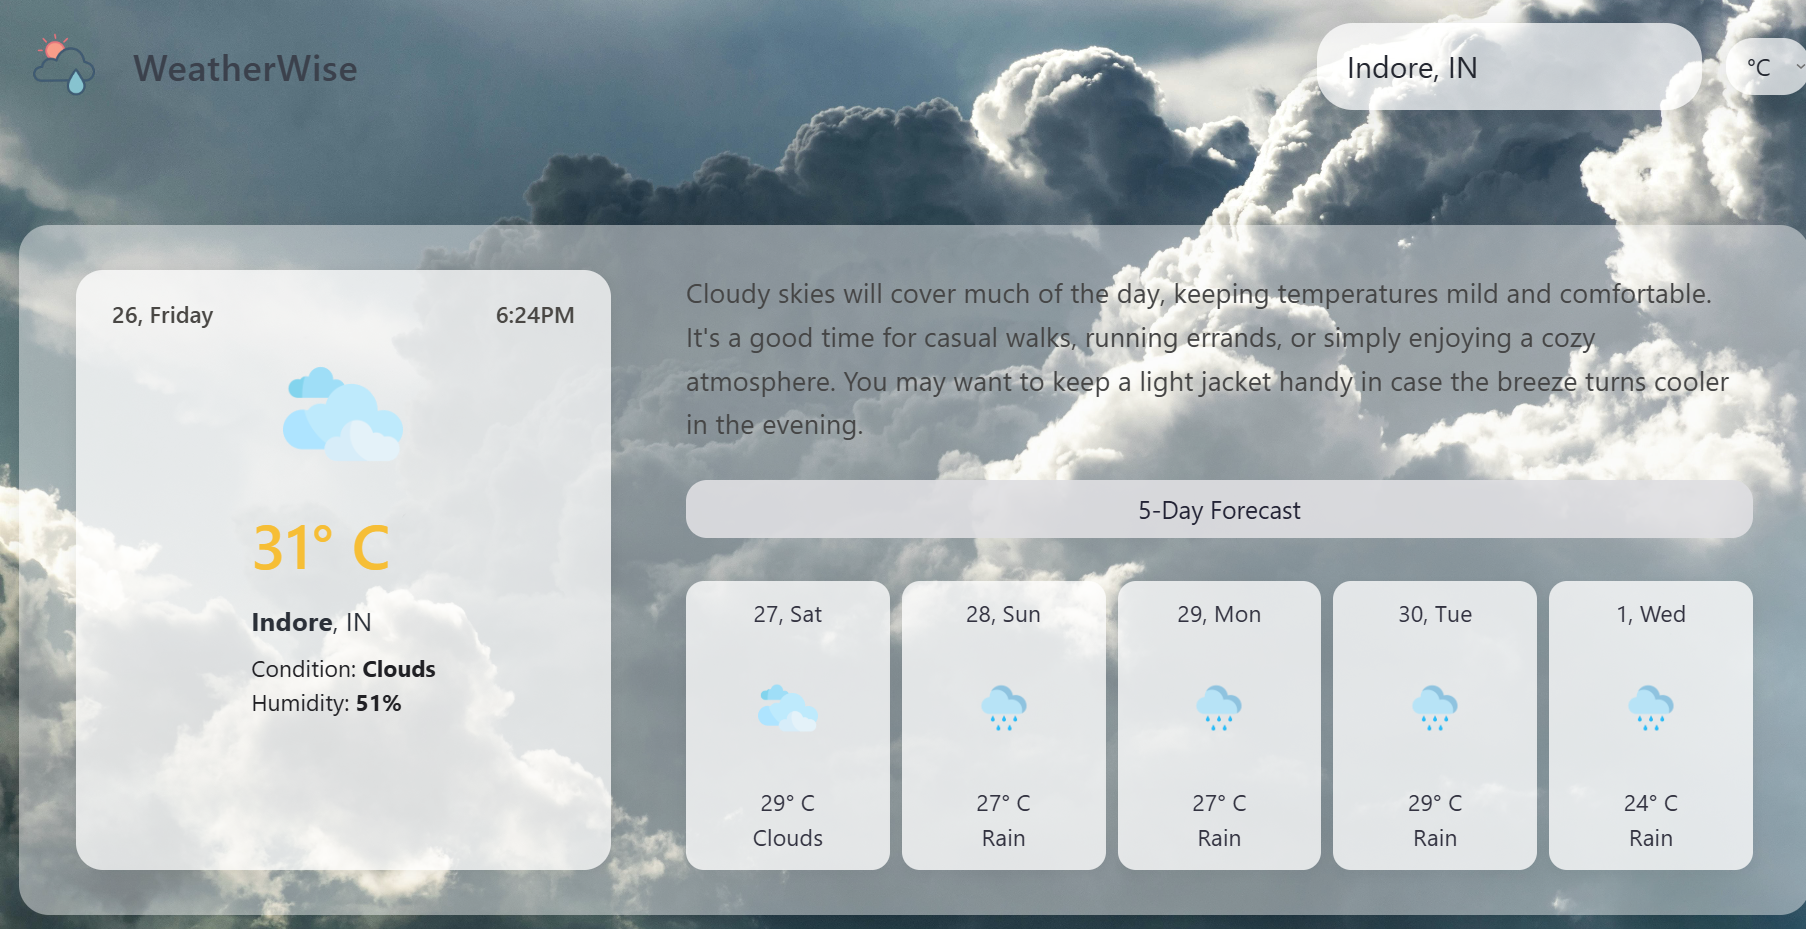 WeatherWise
Indore, IN
°C
26, Friday
6:24PM
31° C
Indore, IN
Condition: Clouds
Humidity: 51%
Cloudy skies will cover much of the day, keeping temperatures mild and comfortable.
It's a good time for casual walks, running errands, or simply enjoying a cozy
atmosphere. You may want to keep a light jacket handy in case the breeze turns cooler
in the evening.
5-Day Forecast
27, Sat
29° C
Clouds
28, Sun
27° C
Rain
29, Mon
27° C
Rain
30, Tue
29° C
Rain
1, Wed
24° C
Rain